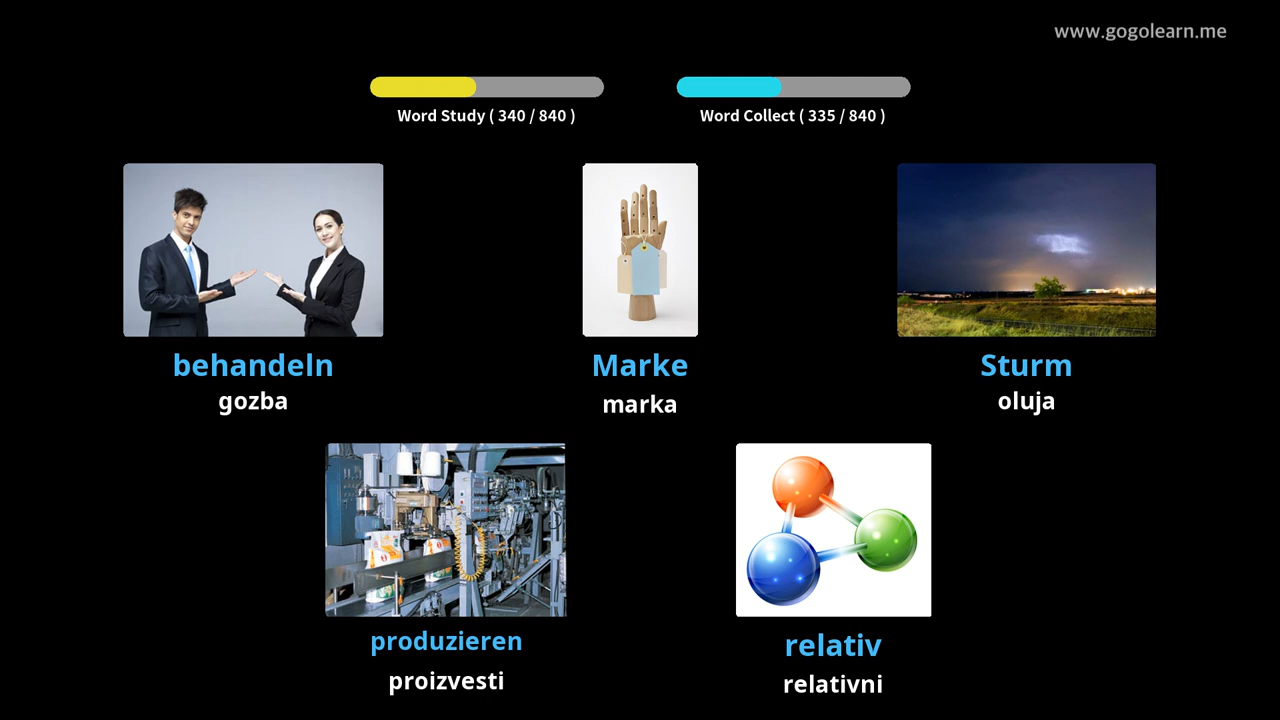 www.gogolearn.me
Word Study ( 340 / 840 )
Word Collect ( 335 / 840 )
behandeln
gozba
Marke
marka
Sturm
oluja
produzieren
proizvesti
relativ
relativni